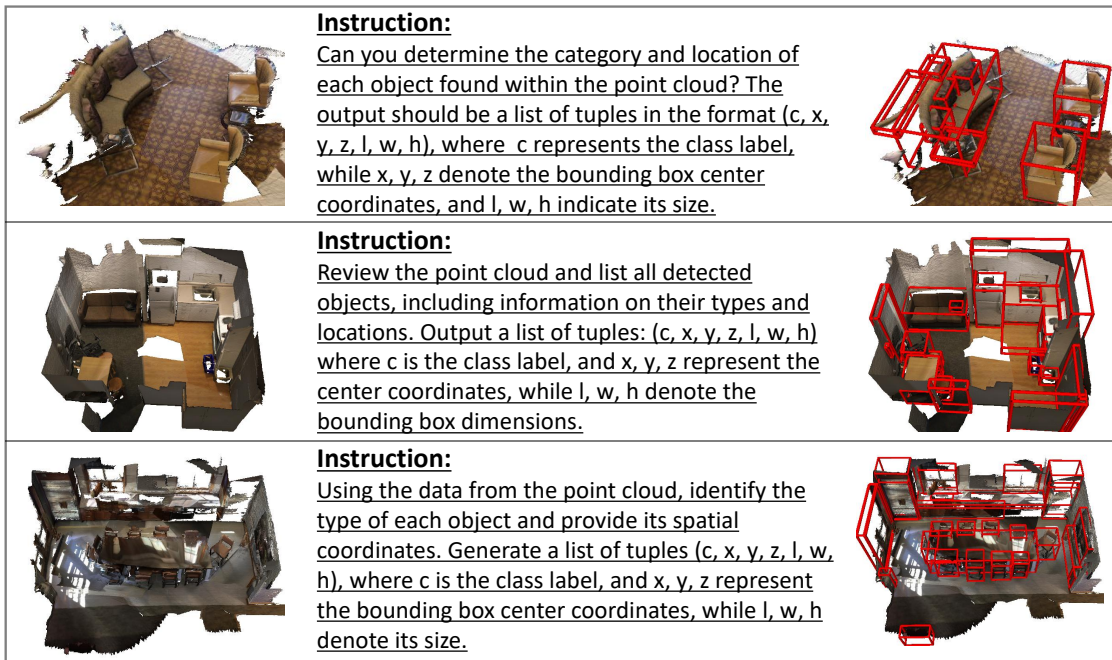 Instruction:
Can you determine the category and location of
each object found within the point cloud? The
output should be a list of tuples in the format (c, x,
y, z, l, w, h), where  c represents the class label,
while x, y, z denote the bounding box center
coordinates, and l, w, h indicate its size.
Instruction:
Review the point cloud and list all detected
objects, including information on their types and
locations. Output a list of tuples: (c, x, y, z, l, w, h)
where c is the class label, and x, y, z represent the
center coordinates, while l, w, h denote the
bounding box dimensions.
Instruction:
Using the data from the point cloud, identify the
type of each object and provide its spatial
coordinates. Generate a list of tuples (c, x, y, z, l, w,
h), where c is the class label, and x, y, z represent
the bounding box center coordinates, while l, w, h
denote its size.